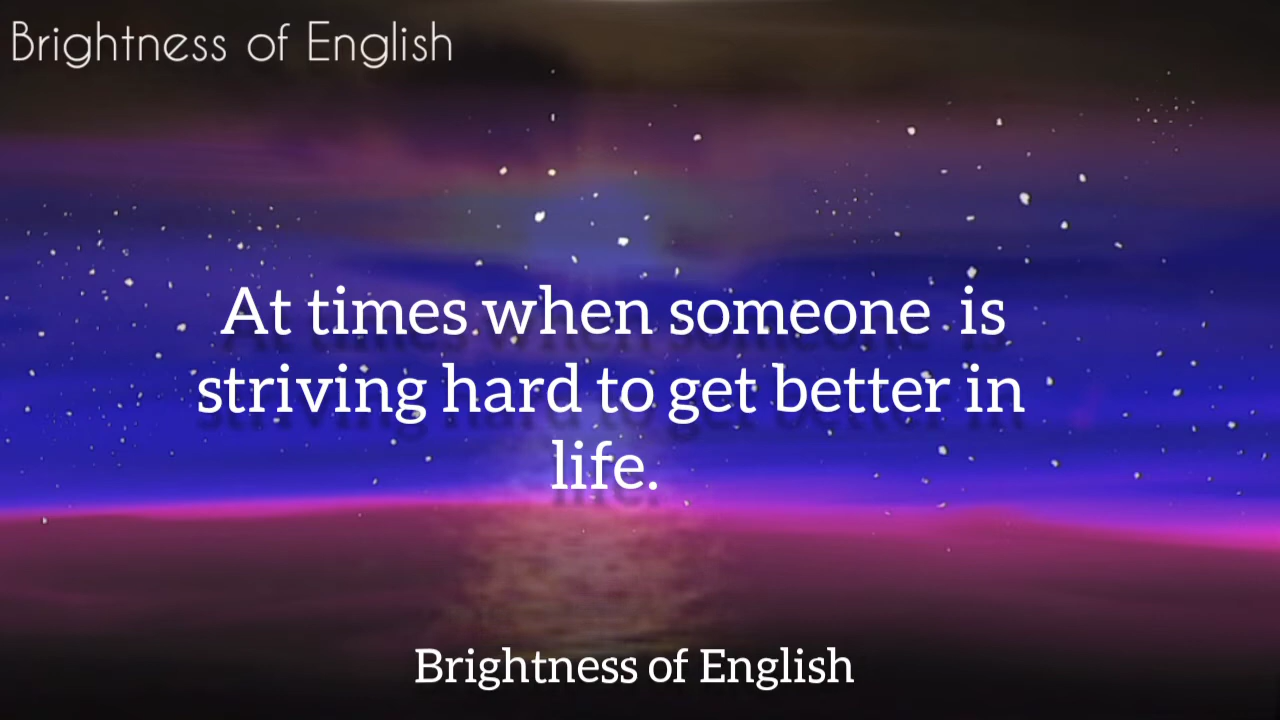 Brightness of English
At times when someone is
striving hard to get better in
life.
Brightness of English